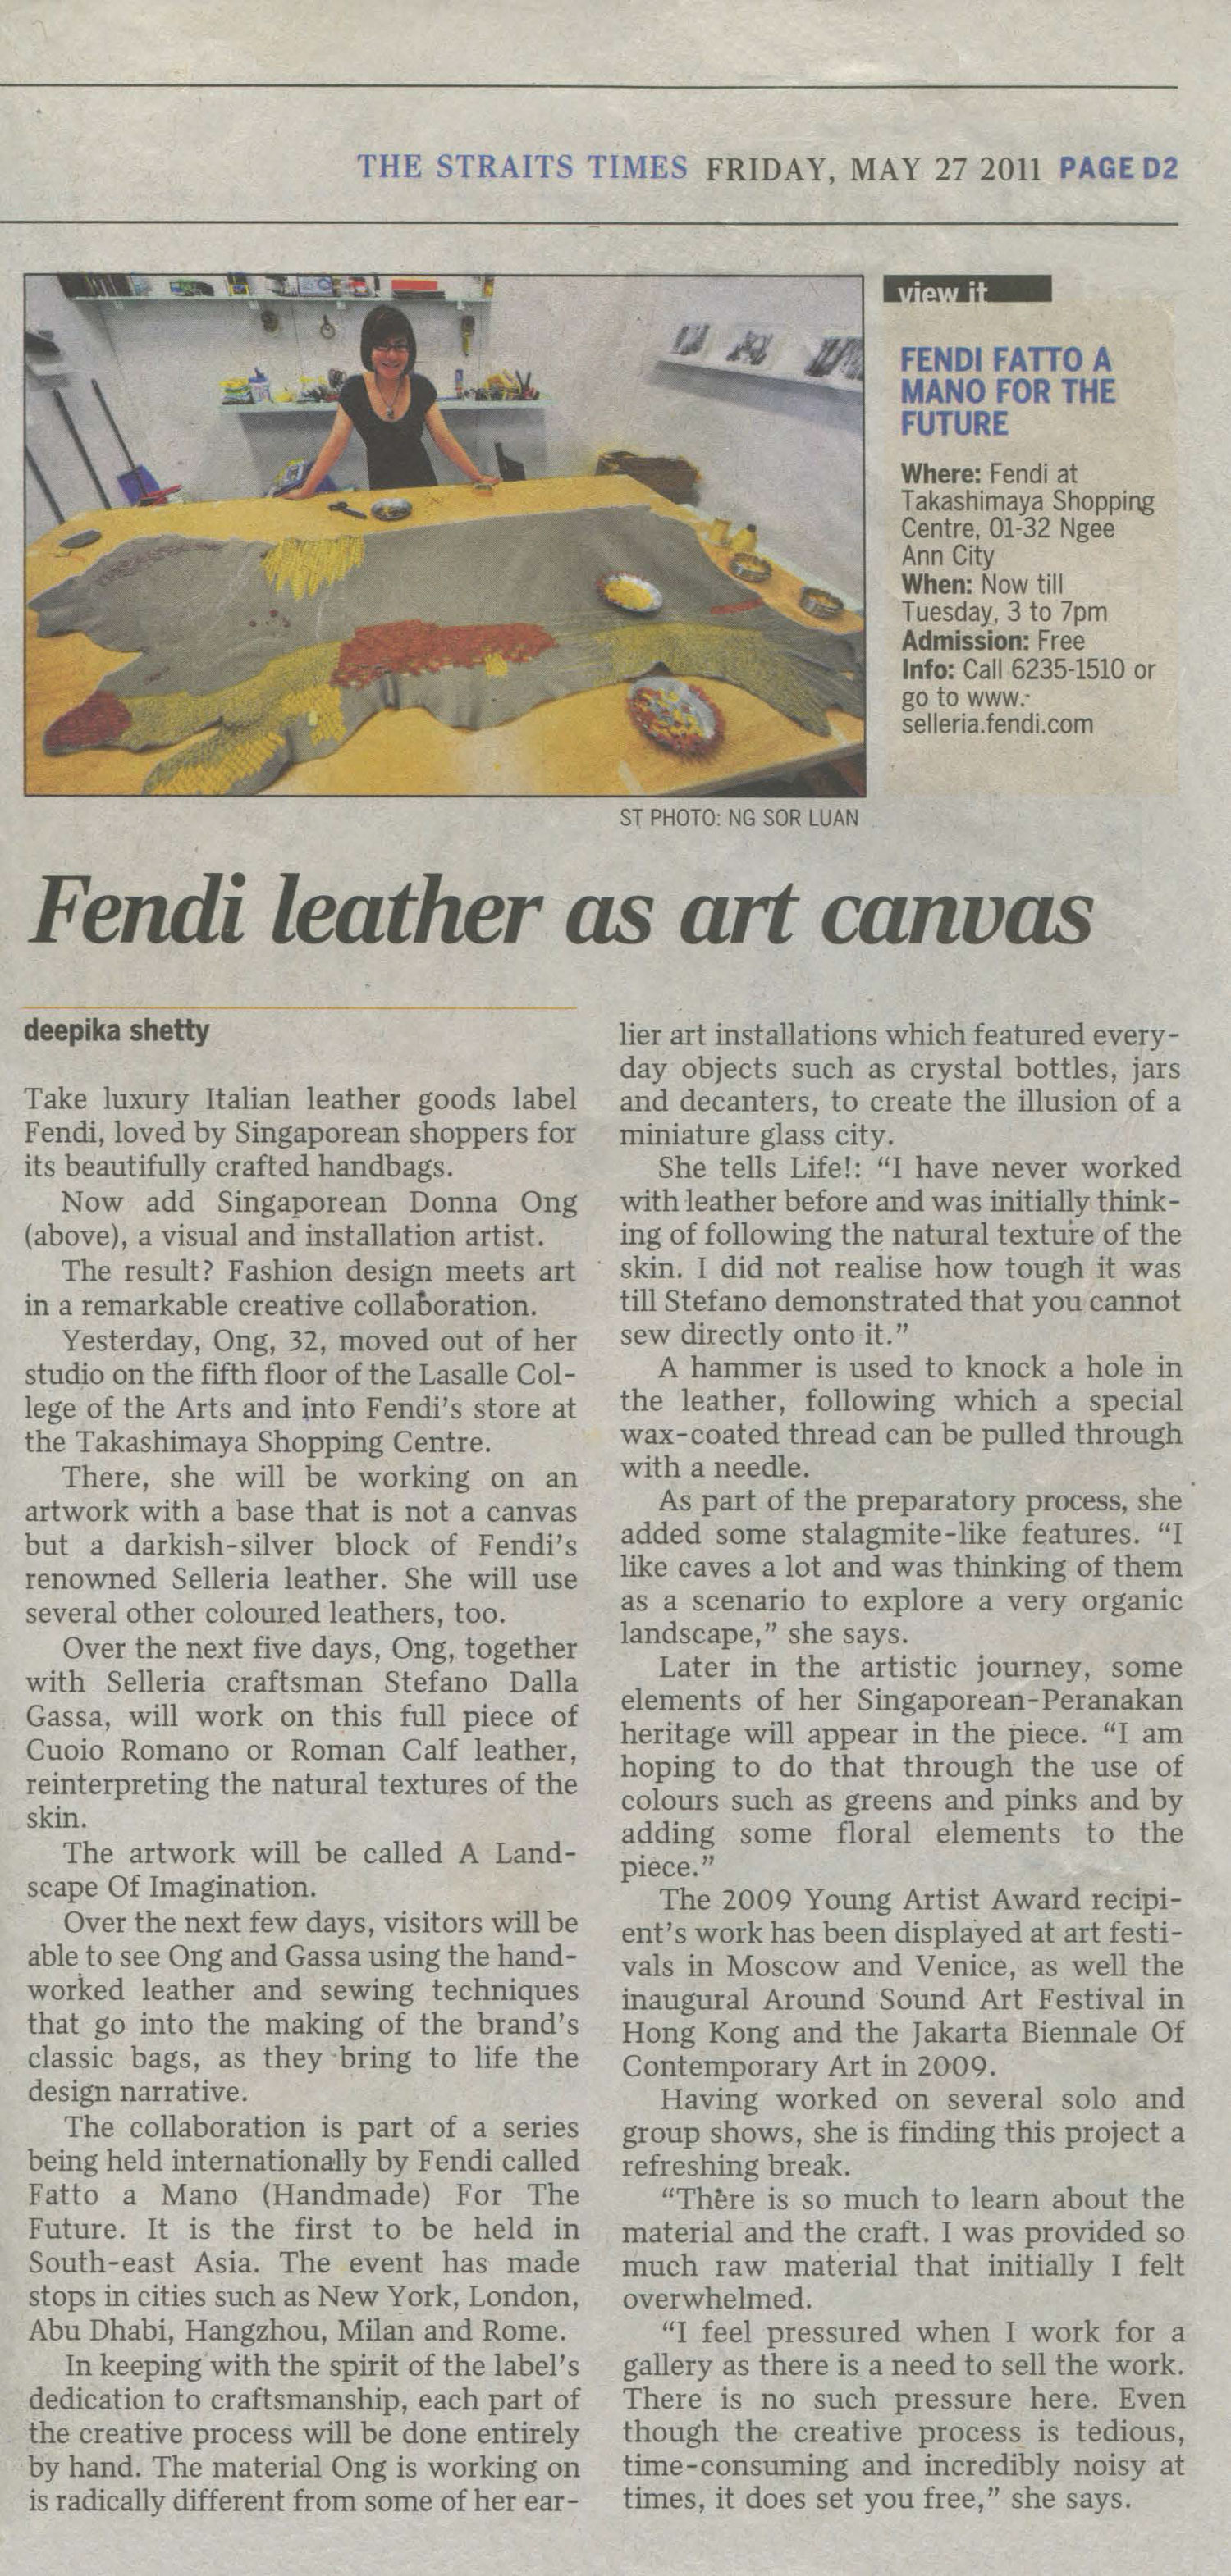 THE STRAITS TIMES FRIDAY, MAY 27 2011 PAGE D2
view it
FENDI FATTO A
MANO FOR THE
FUTURE
Where: Fendi at
Takashimaya Shopping
Centre, 01-32 Ngee
Ann City
When: Now till
Tuesday, 3 to 7pm
Admission: Free
Info: Call 6235-1510 or
go to www.-
selleria.fendi.com
ST PHOTO: NG SOR LUAN
Fendi leather as art canvas
deepika shetty
Take luxury Italian leather goods label
Fendi, loved by Singaporean shoppers for
its beautifully crafted handbags.
Now add Singaporean Donna Ong
(above), a visual and installation artist.
The result? Fashion design meets art
in a remarkable creative collaboration.
Yesterday, Ong, 32, moved out of her
studio on the fifth floor of the Lasalle Col-
lege of the Arts and into Fendi's store at
the Takashimaya Shopping Centre.
There, she will be working on an
artwork with a base that is not a canvas
but a darkish-silver block of Fendi's
renowned Selleria leather. She will use
several other coloured leathers, too.
Over the next five days, Ong, together
with Selleria craftsman Stefano Dalla
Gassa, will work on this full piece of
Cuoio Romano or Roman Calf leather,
reinterpreting the natural textures of the
skin.
The artwork will be called A Land-
scape Of Imagination.
Over the next few days, visitors will be
able to see Ong and Gassa using the hand-
worked leather and sewing techniques
that go into the making of the brand's
classic bags, as they bring to life the
design narrative.
The collaboration is part of a series
being held internationally by Fendi called
Fatto a Mano (Handmade) For The
Future. It is the first to be held in
South-east Asia. The event has made
stops in cities such as New York, London,
Abu Dhabi, Hangzhou, Milan and Rome.
In keeping with the spirit of the label's
dedication to craftsmanship, each part of
the creative process will be done entirely
by hand. The material Ong is working on
is radically different from some of her ear-
lier art installations which featured every-
day objects such as crystal bottles, jars
and decanters, to create the illusion of a
miniature glass city.
She tells Life!: "I have never worked
with leather before and was initially think-
ing of following the natural texture of the
skin. I did not realise how tough it was
till Stefano demonstrated that you cannot
sew directly onto it."
A hammer is used to knock a hole in
the leather, following which a special
wax-coated thread can be pulled through
with a needle.
As part of the preparatory process, she
added some stalagmite-like features. "I
like caves a lot and was thinking of them
as a scenario to explore a very organic
landscape," she says.
Later in the artistic journey, some
elements of her Singaporean-Peranakan
heritage will appear in the piece. "I am
hoping to do that through the use of
colours such as greens and pinks and by
adding some floral elements to the
piece."
The 2009 Young Artist Award recipi-
ent's work has been displayed at art festi-
vals in Moscow and Venice, as well the
inaugural Around Sound Art Festival in
Hong Kong and the Jakarta Biennale Of
Contemporary Art in 2009.
Having worked on several solo and
group shows, she is finding this project a
refreshing break.
"There is so much to learn about the
material and the craft. I was provided so
much raw material that initially I felt
overwhelmed.
"I feel pressured when I work for a
gallery as there is a need to sell the work.
There is no such pressure here. Even
though the creative process is tedious,
time-consuming and incredibly noisy at
times, it does set you free," she says.